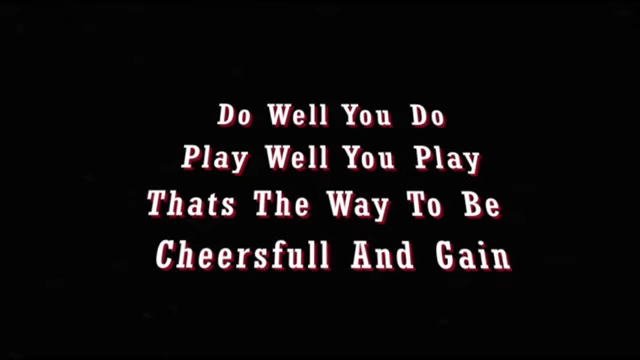 Do Well You Do
Play Well You Play
Thats The Way To Be
Cheersfull And Gain